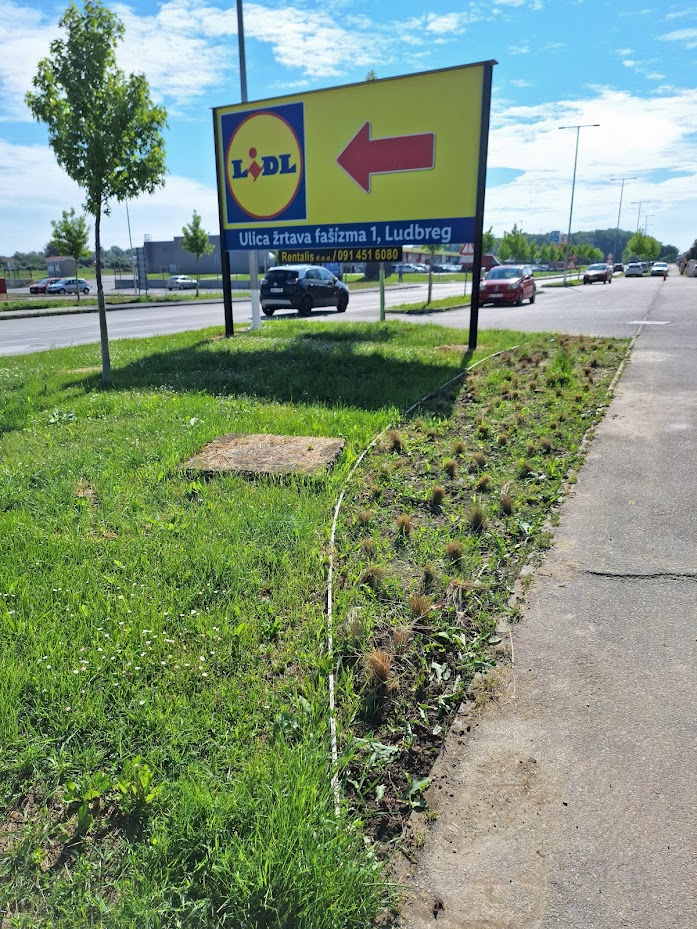 LIDL
Ulica žrtava fašizma 1, Ludbreg
Rentalis d.o.o. / 091 451 6080